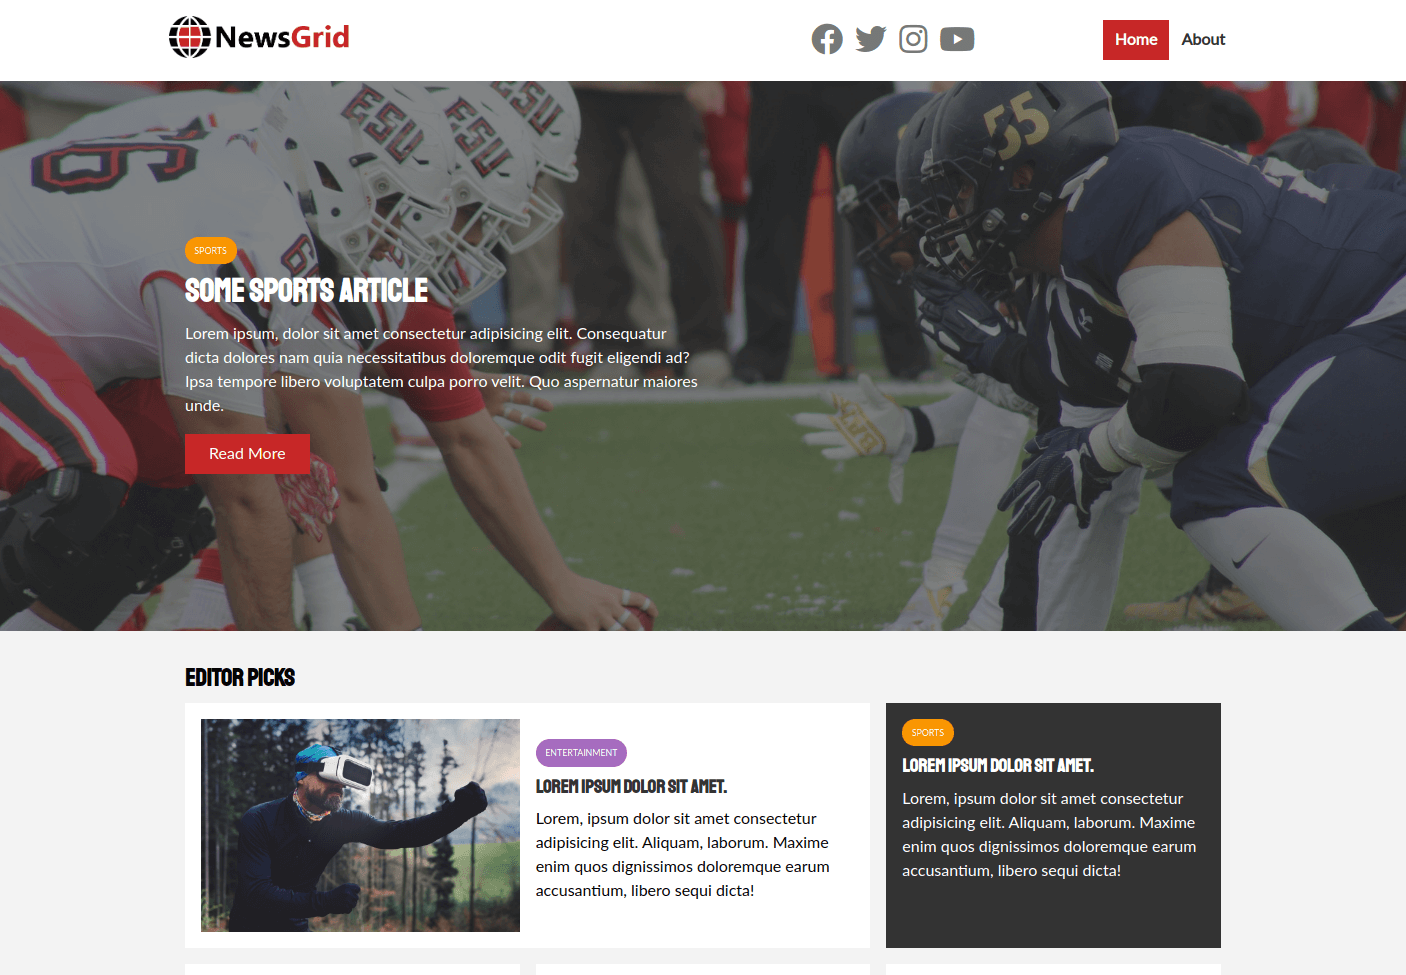 NewsGrid
Home About
ESU ESU
55
SPORTS
SOME SPORTS ARTICLE
Lorem ipsum, dolor sit amet consectetur adipisicing elit. Consequatur
dicta dolores nam quia necessitatibus doloremque odit fugit eligendi ad?
Ipsa tempore libero voluptatem culpa porro velit. Quo aspernatur maiores
unde.
Read More
EDITOR PICKS
ENTERTAINMENT
LOREM IPSUM DOLOR SIT AMET.
Lorem, ipsum dolor sit amet consectetur
adipisicing elit. Aliquam, laborum. Maxime
enim quos dignissimos doloremque earum
accusantium, libero sequi dicta!
SPORTS
LOREM IPSUM DOLOR SIT AMET.
Lorem, ipsum dolor sit amet consectetur
adipisicing elit. Aliquam, laborum. Maxime
enim quos dignissimos doloremque earum
accusantium, libero sequi dicta!